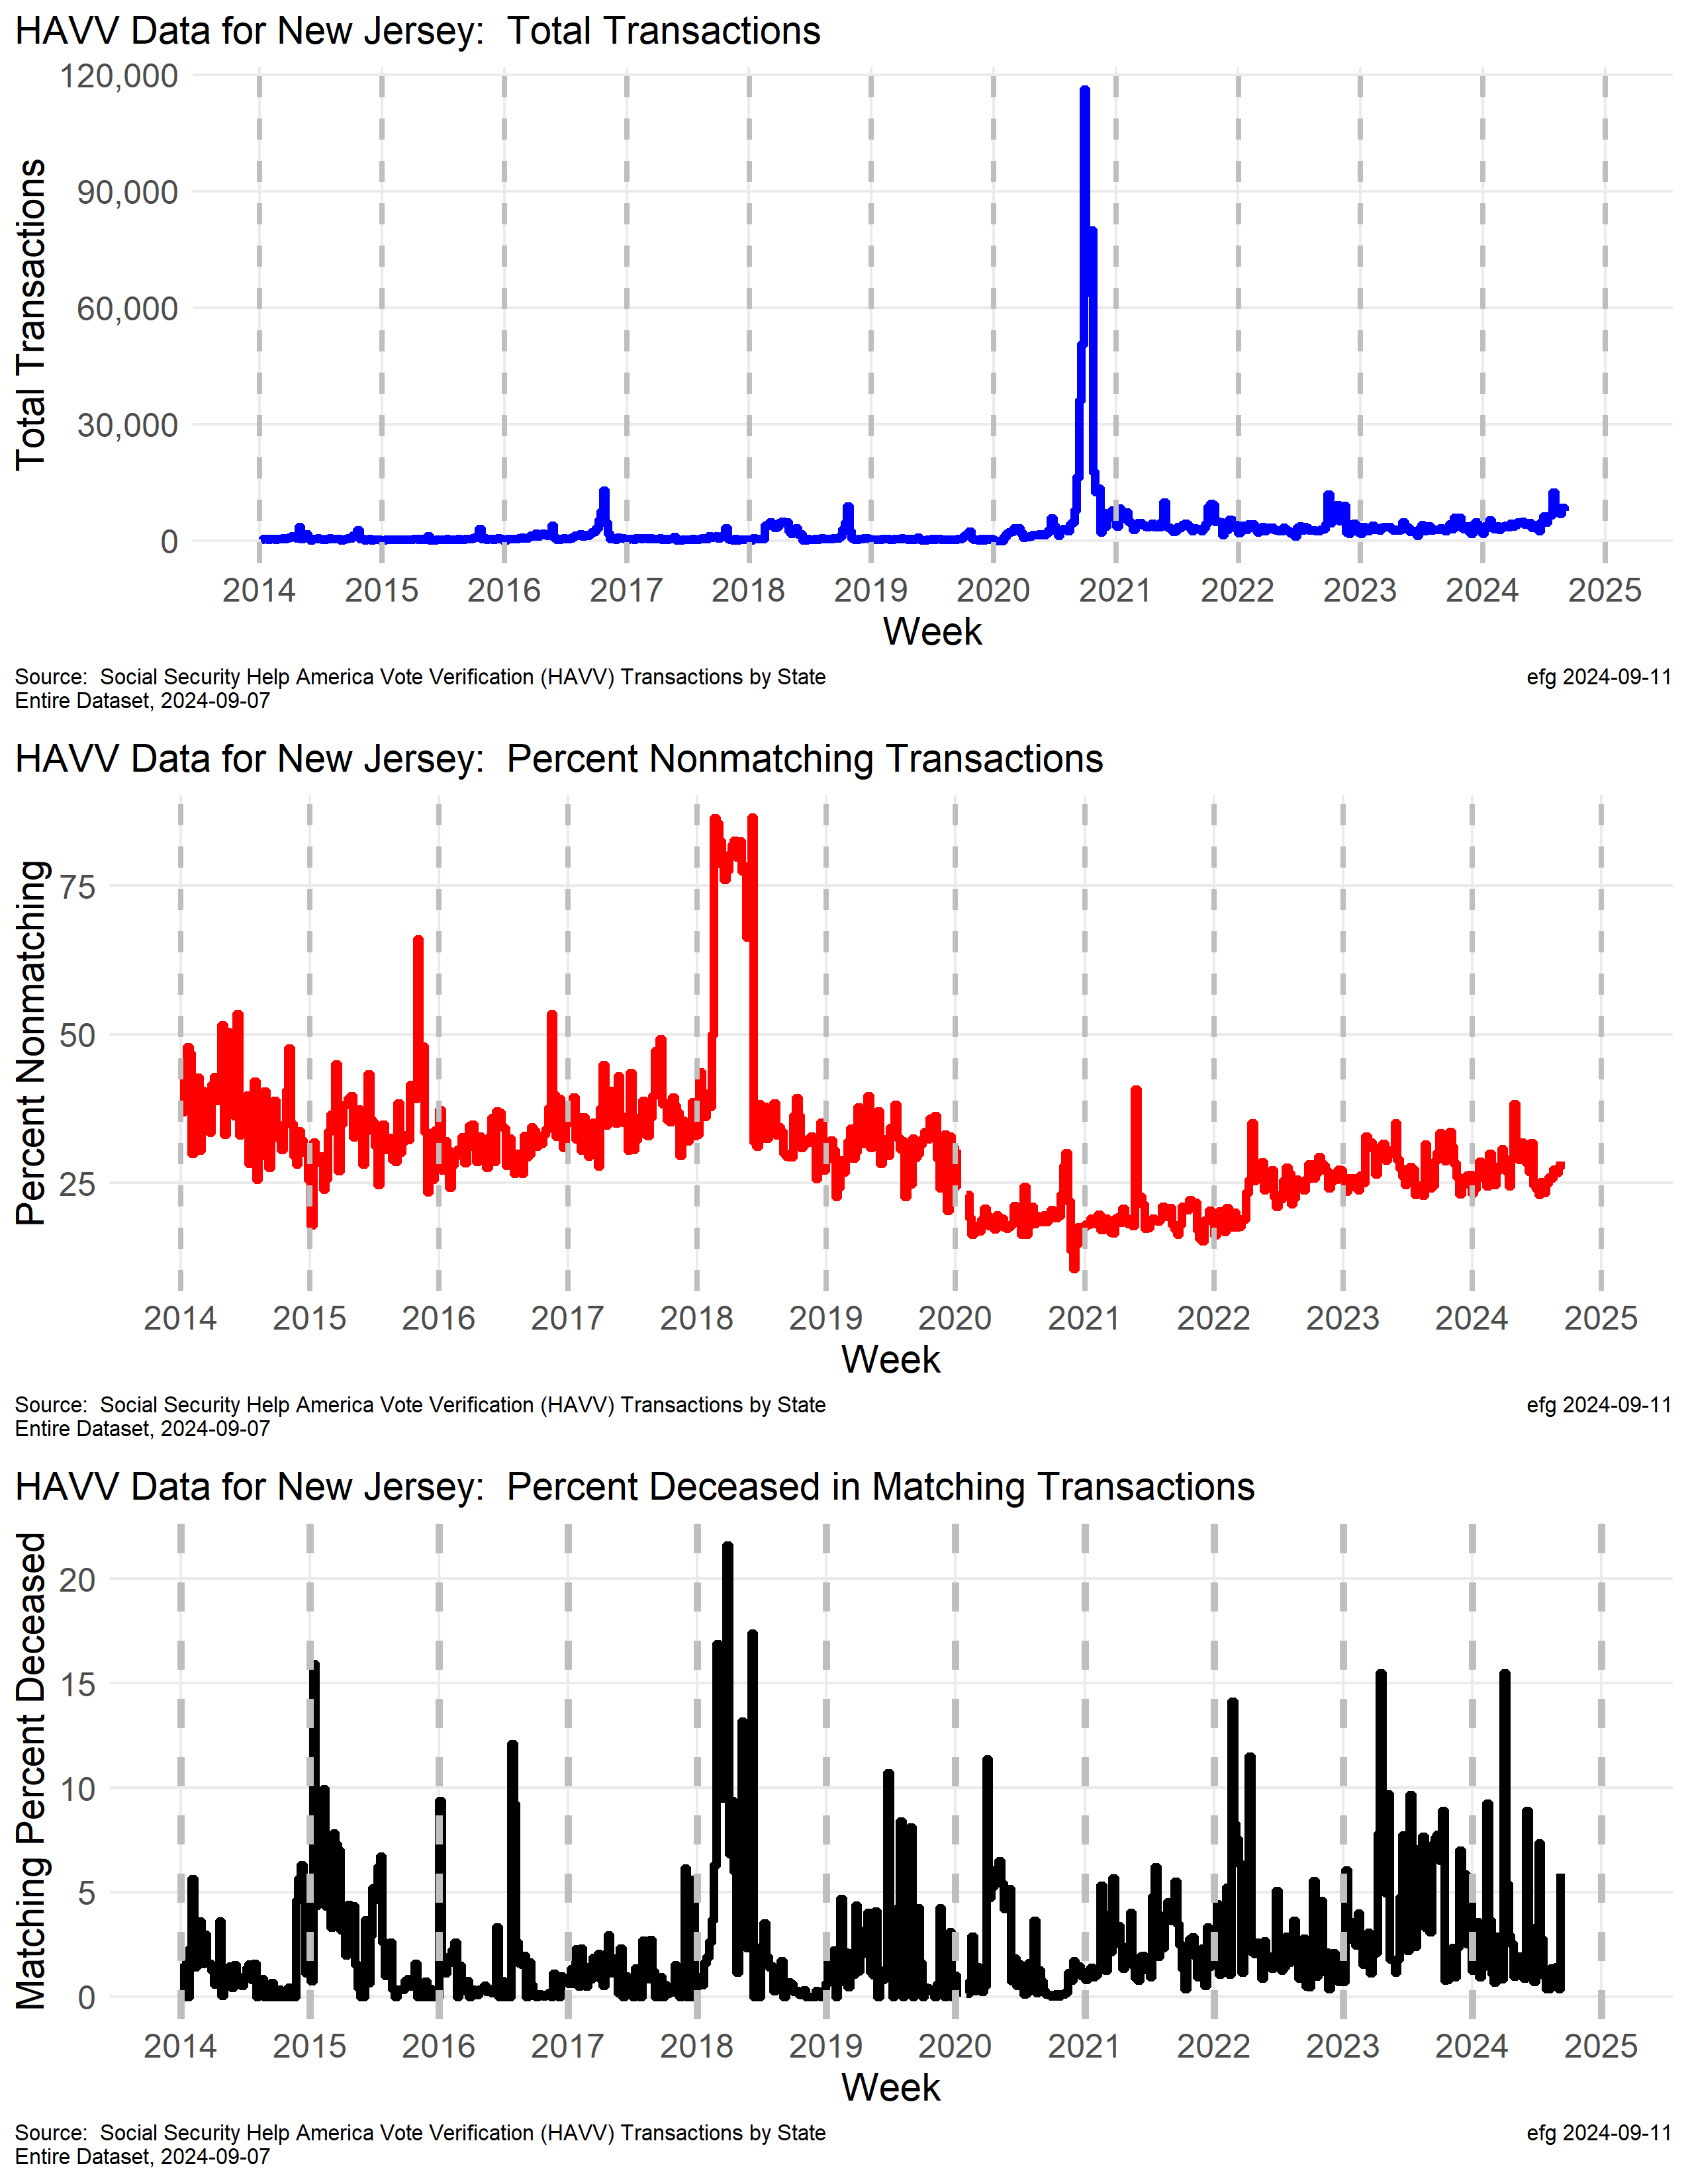 HAVV Data for New Jersey:  Total Transactions
Total Transactions
120,000
90,000
60,000
30,000
0
2014 2015 2016 2017 2018 2019 2020 2021 2022 2023 2024 2025
Week
Source:  Social Security Help America Vote Verification (HAVV) Transactions by State
Entire Dataset, 2024-09-07
efg 2024-09-11
HAVV Data for New Jersey:  Percent Nonmatching Transactions
Percent Nonmatching
75
50
25
2014 2015 2016 2017 2018 2019 2020 2021 2022 2023 2024 2025
Week
Source:  Social Security Help America Vote Verification (HAVV) Transactions by State
Entire Dataset, 2024-09-07
efg 2024-09-11
HAVV Data for New Jersey:  Percent Deceased in Matching Transactions
Matching Percent Deceased
20
15
10
5
0
2014 2015 2016 2017 2018 2019 2020 2021 2022 2023 2024 2025
Week
Source:  Social Security Help America Vote Verification (HAVV) Transactions by State
Entire Dataset, 2024-09-07
efg 2024-09-11